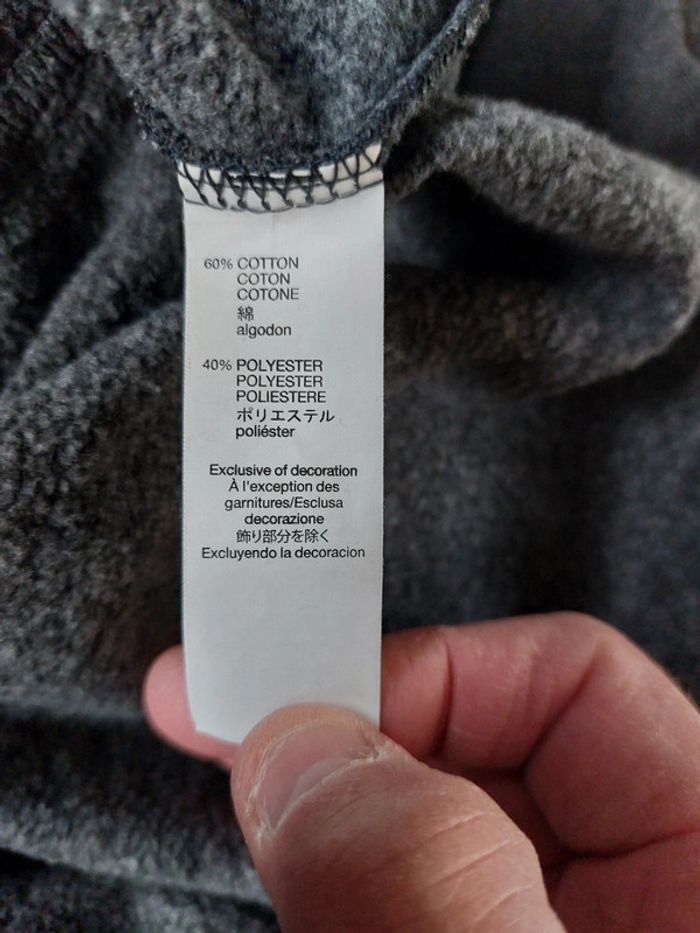 60% COTTON
COTON
COTONE
綿
algodon
40% POLYESTER
POLYESTER
POLIESTERE
ポリエステル
poliéster
Exclusive of decoration
À l'exception des
garnitures/Esclusa
decorazione
飾り部分を除く
Excluyendo la decoracion